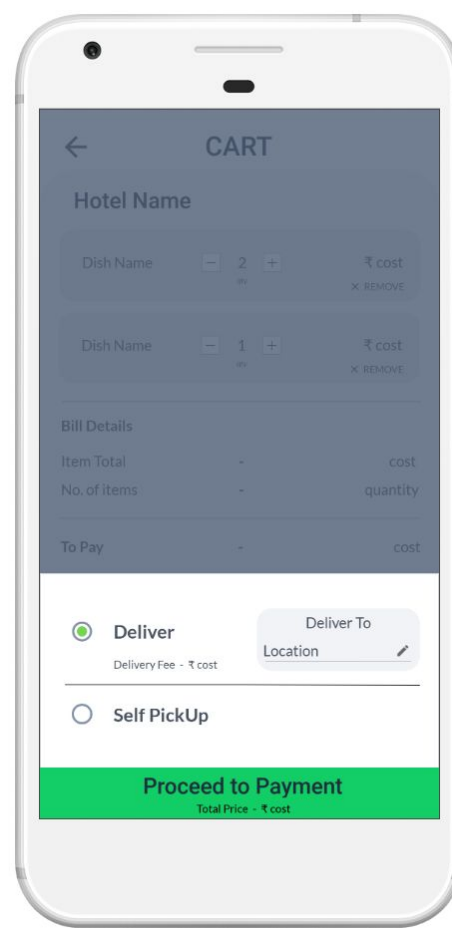 CART
Hotel Name
Dish Name − 2 + ₹ cost
qty × REMOVE
Dish Name − 1 + ₹ cost
qty × REMOVE
Bill Details
Item Total - cost
No. of items - quantity
To Pay - cost
Deliver
Delivery Fee - ₹ cost
Deliver To
Location
Self PickUp
Proceed to Payment
Total Price - ₹ cost